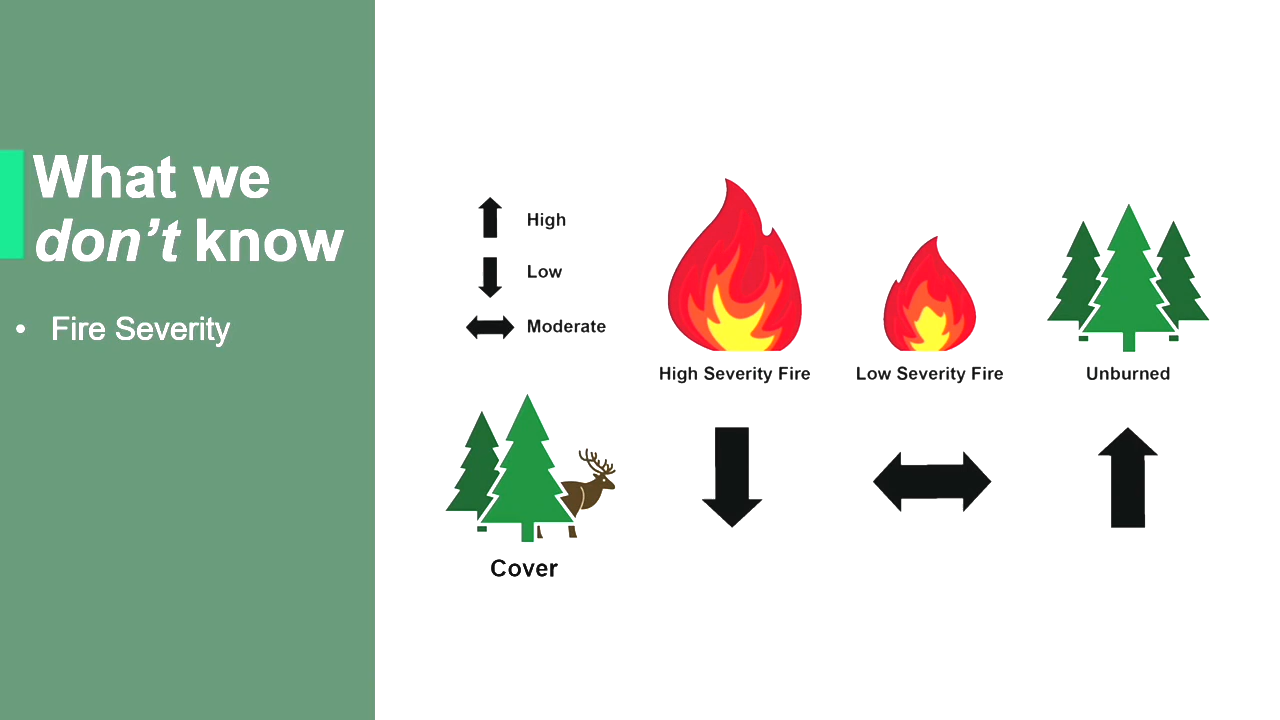 What we
don't know
• Fire Severity
High
Low
Moderate
High Severity Fire
Low Severity Fire
Unburned
Cover